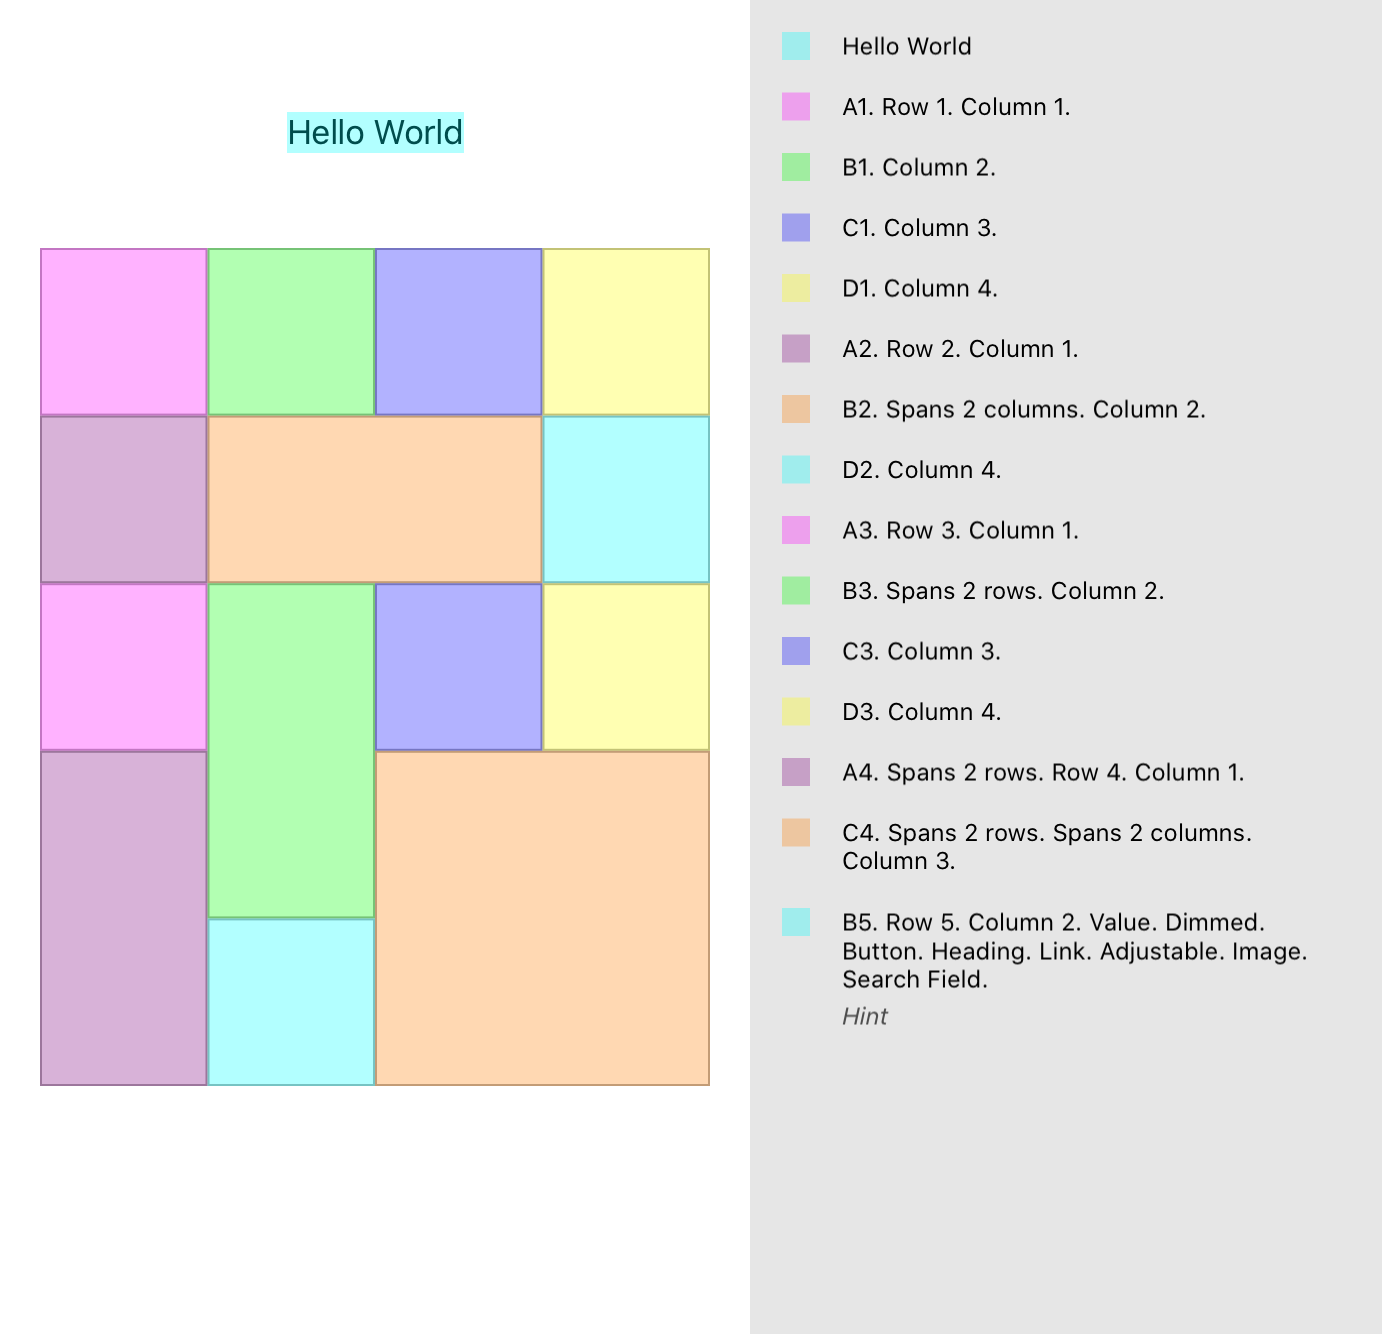 Hello World
Hello World
A1. Row 1. Column 1.
B1. Column 2.
C1. Column 3.
D1. Column 4.
A2. Row 2. Column 1.
B2. Spans 2 columns. Column 2.
D2. Column 4.
A3. Row 3. Column 1.
B3. Spans 2 rows. Column 2.
C3. Column 3.
D3. Column 4.
A4. Spans 2 rows. Row 4. Column 1.
C4. Spans 2 rows. Spans 2 columns.
Column 3.
B5. Row 5. Column 2. Value. Dimmed.
Button. Heading. Link. Adjustable. Image.
Search Field.
Hint